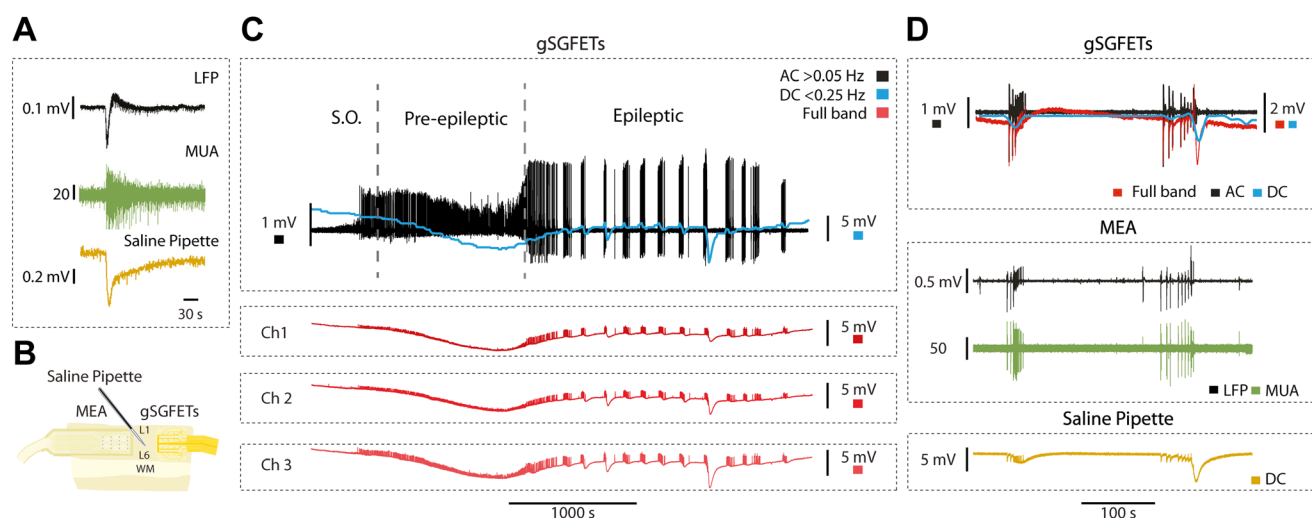 A
LFP
0.1 mV
MUA
20
Saline Pipette
0.2 mV
30 s
B
Saline Pipette
MEA
gSGFETs
L1
L6
WM
C
gSGFETs
AC >0.05 Hz
DC <0.25 Hz
Full band
S.O.
Pre-epileptic
Epileptic
1 mV
5 mV
Ch1
5 mV
Ch 2
5 mV
Ch 3
5 mV
1000 s
D
gSGFETs
1 mV
2 mV
Full band
AC
DC
MEA
0.5 mV
50
LFP
MUA
Saline Pipette
5 mV
DC
100 s